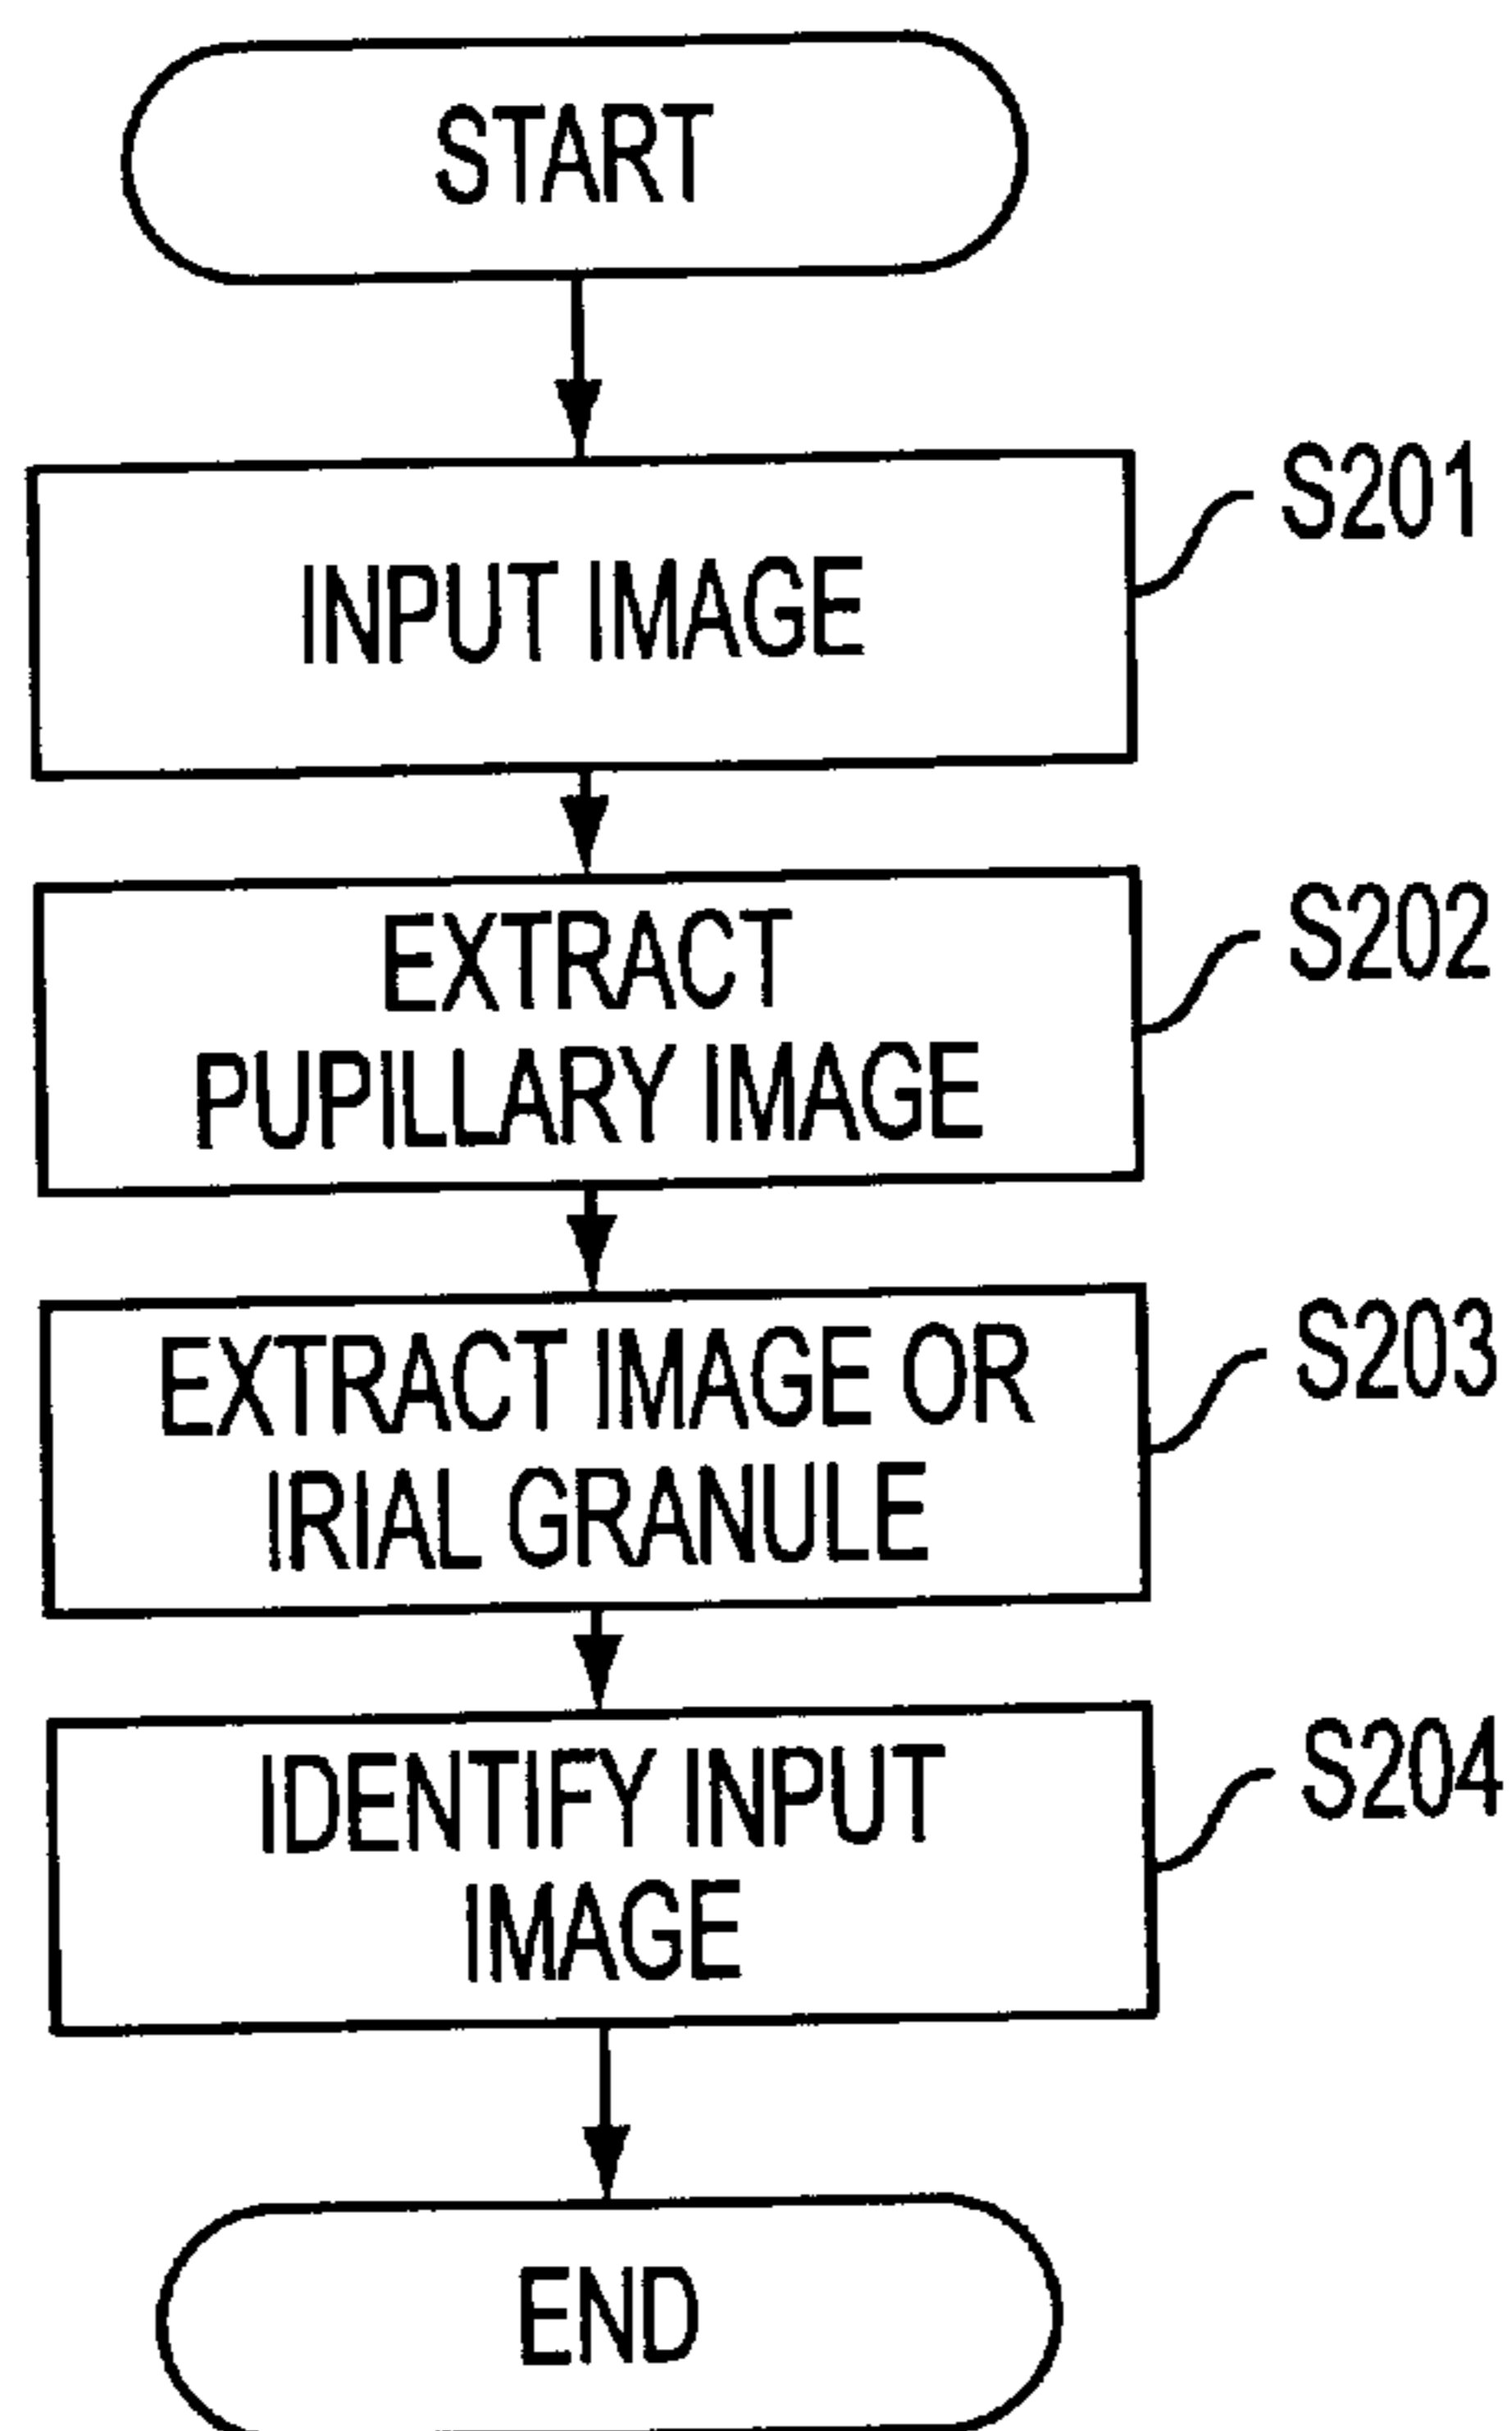 START
INPUT IMAGE
S201
EXTRACT
PUPILLARY IMAGE
S202
EXTRACT IMAGE OR
IRIAL GRANULE
S203
IDENTIFY INPUT
IMAGE
S204
END